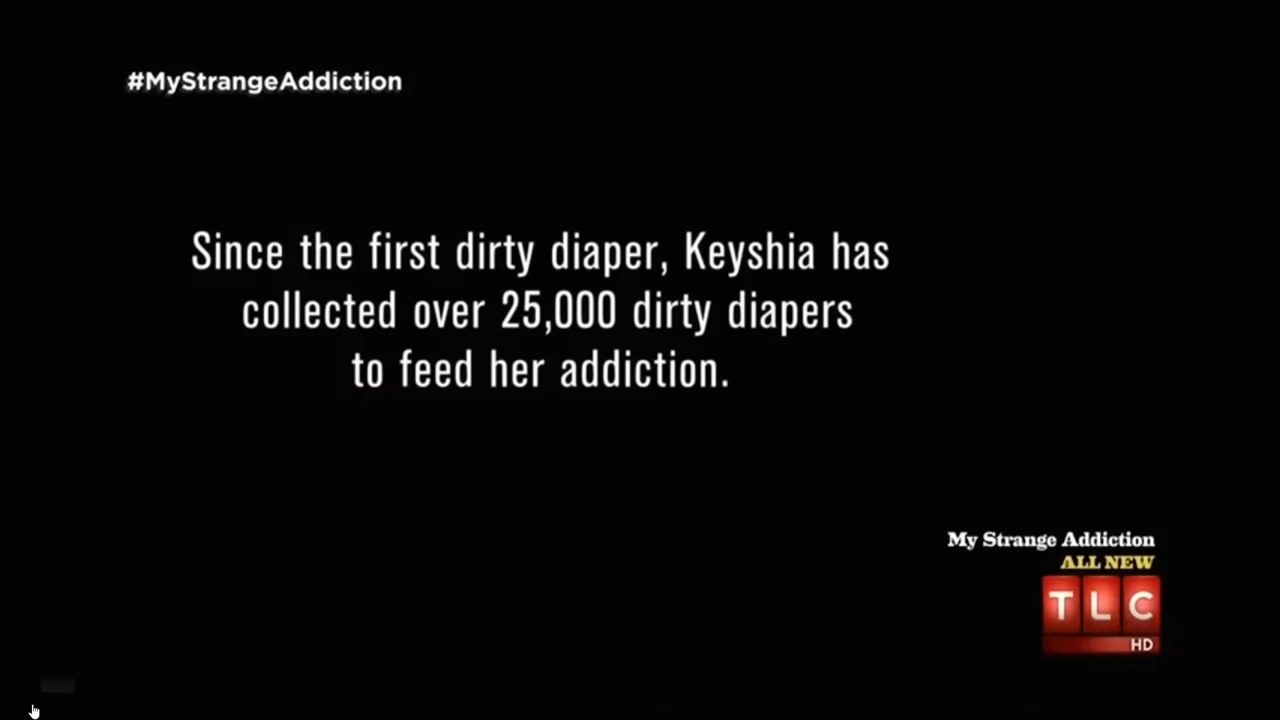 #MyStrangeAddiction
Since the first dirty diaper, Keyshia has
collected over 25,000 dirty diapers
to feed her addiction.
My Strange Addiction
ALL NEW
TLC
HD